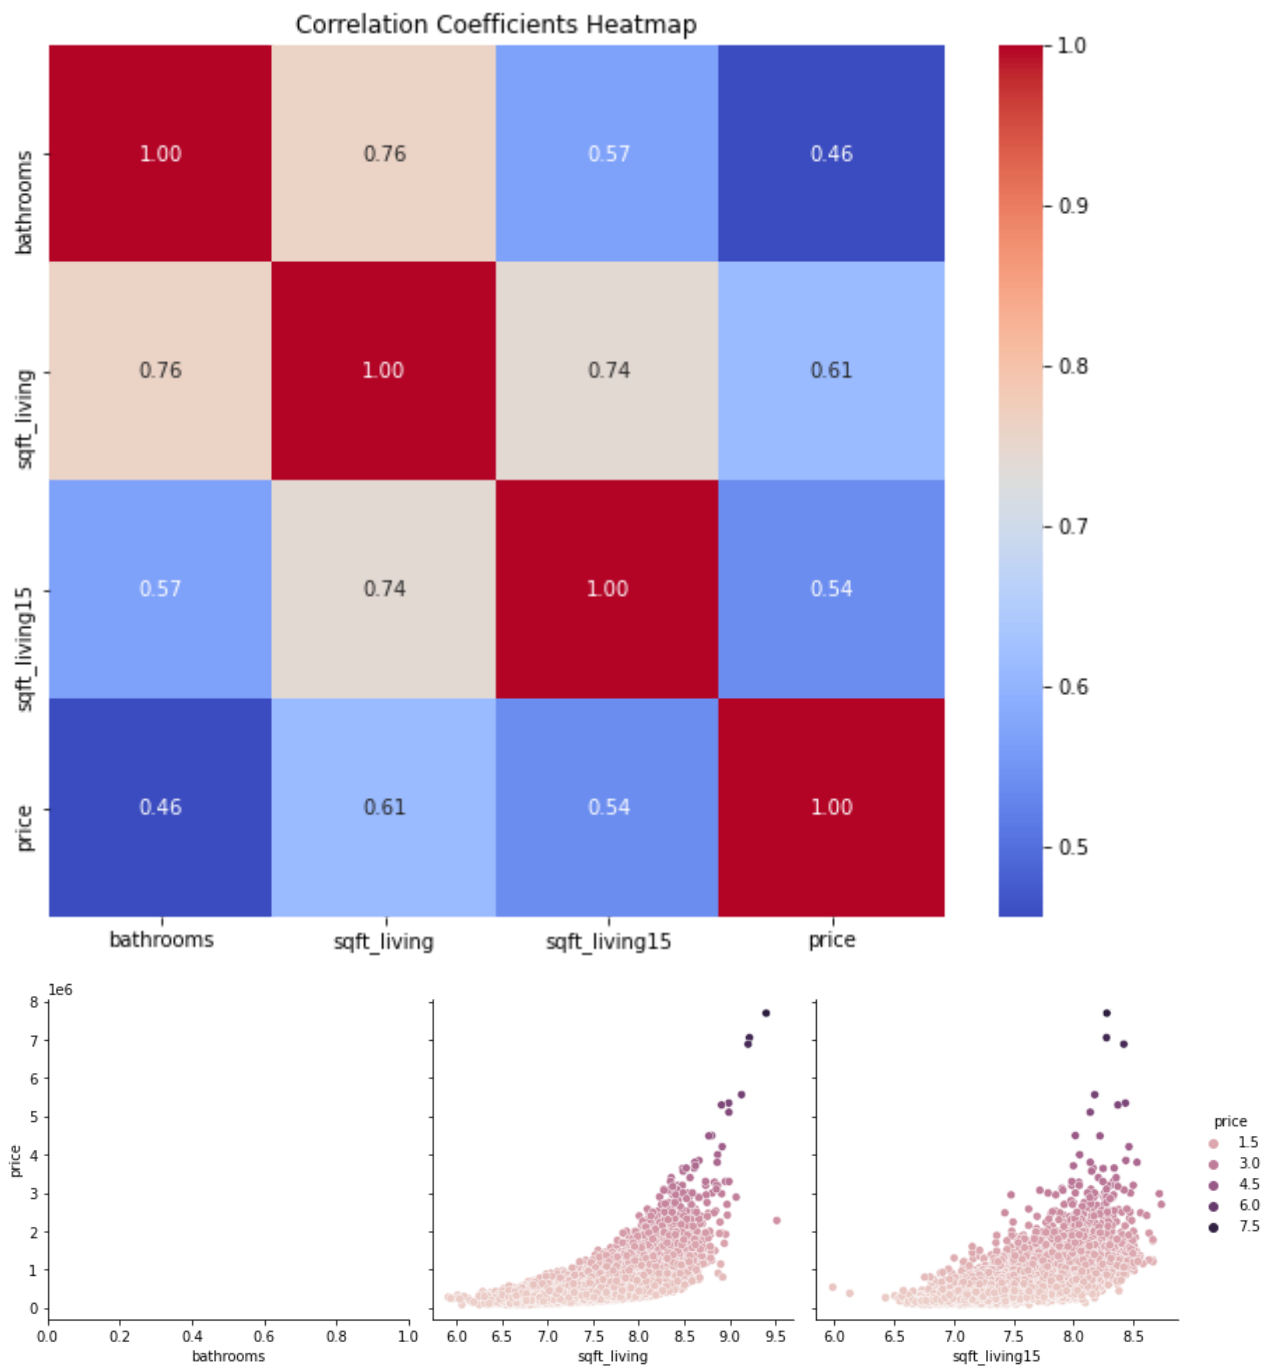 Correlation Coefficients Heatmap
bathrooms 1.00 0.76 0.57 0.46
sqft_living 0.76 1.00 0.74 0.61
sqft_living15 0.57 0.74 1.00 0.54
price 0.46 0.61 0.54 1.00
bathrooms sqft_living sqft_living15 price
1.0
0.9
0.8
0.7
0.6
0.5
1e6
8
7
6
5
4
3
2
1
0
price
0.0 0.2 0.4 0.6 0.8 1.0
bathrooms
6.0 6.5 7.0 7.5 8.0 8.5 9.0 9.5
sqft_living
6.0 6.5 7.0 7.5 8.0 8.5
sqft_living15
price
1.5
3.0
4.5
6.0
7.5